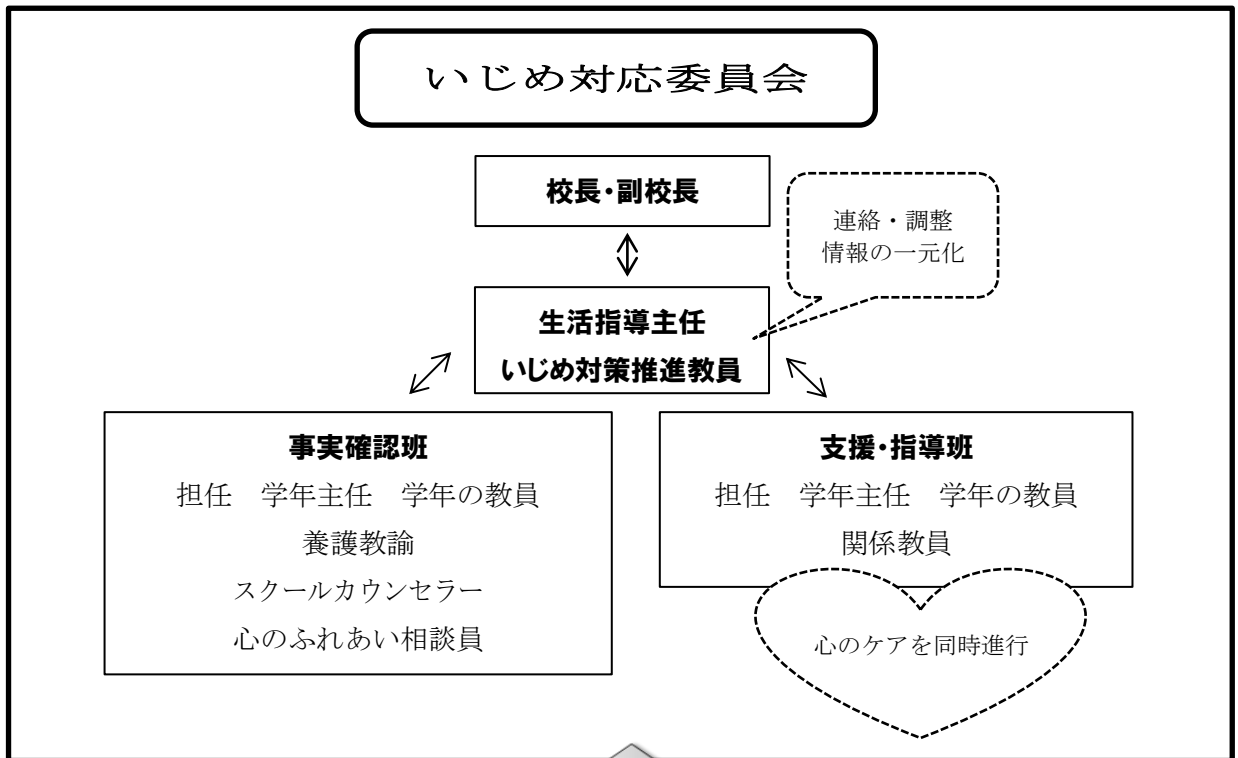 いじめ対応委員会
校長・副校長
連絡・調整
情報の一元化
生活指導主任
いじめ対策推進教員
事実確認班
担任　学年主任　学年の教員
養護教諭
スクールカウンセラー
心のふれあい相談員
支援・指導班
担任　学年主任　学年の教員
関係教員
心のケアを同時進行